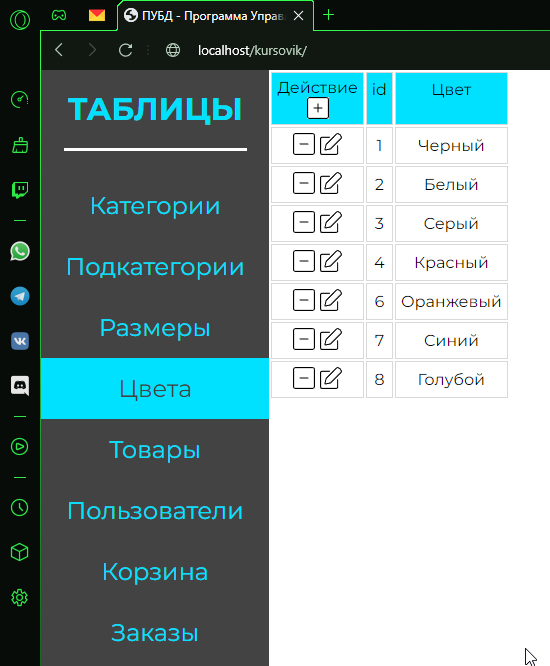 ПУБД - Программа Управ
localhost/kursovik/
ТАБЛИЦЫ
Категории
Подкатегории
Размеры
Цвета
Товары
Пользователи
Корзина
Заказы
Действие id Цвет
1 Черный
2 Белый
3 Серый
4 Красный
6 Оранжевый
7 Синий
8 Голубой